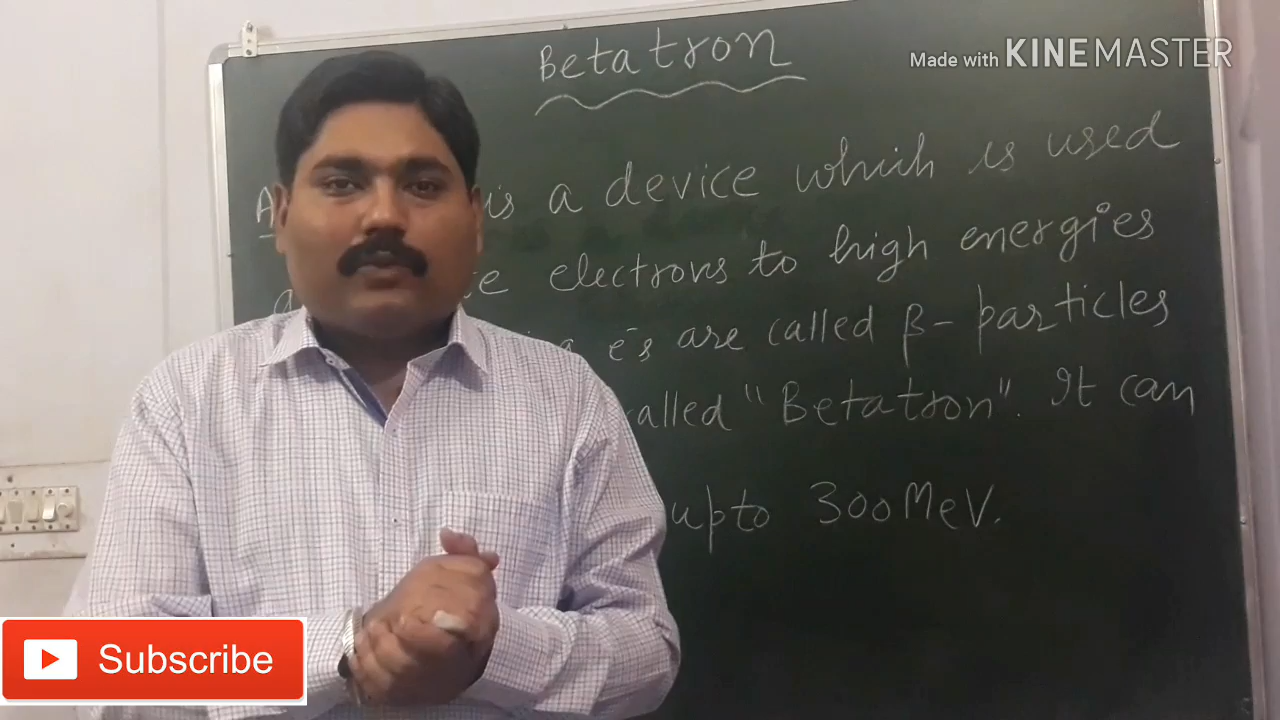 Betatron
Made with KINEMASTER
A is a device which is used
electrons to high energies
e⁻s are called β- particles
called "Betatron". It can
upto 300MeV.
Subscribe